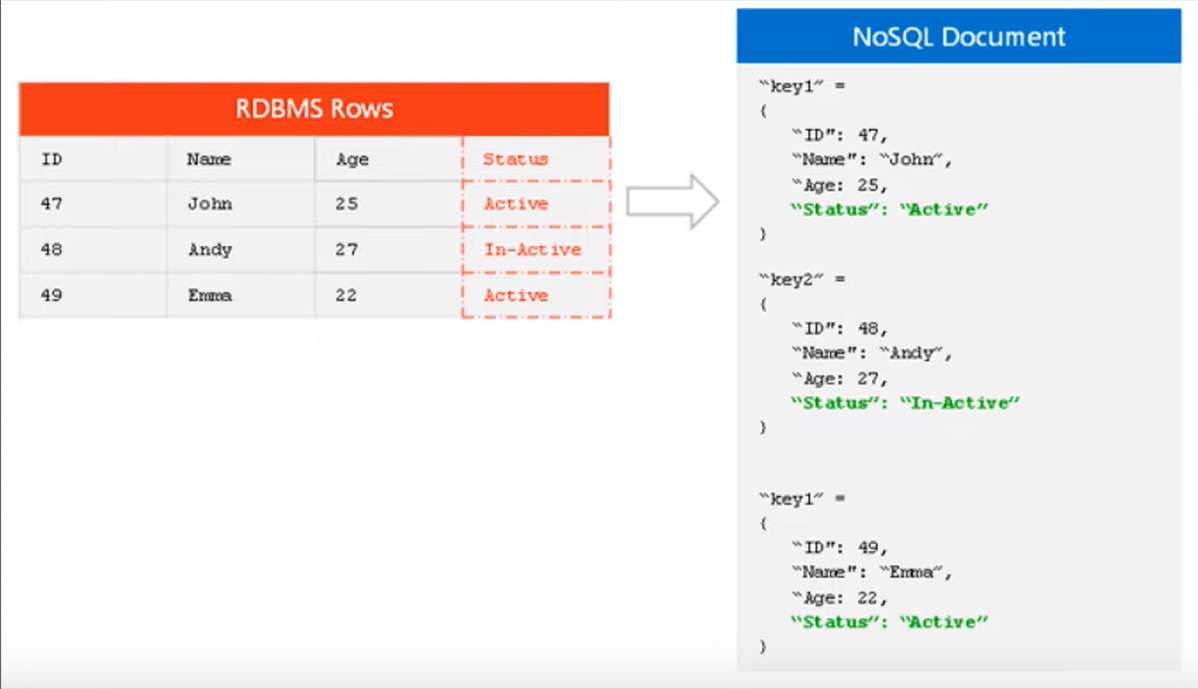 RDBMS Rows
ID Name Age Status
47 John 25 Active
48 Andy 27 In-Active
49 Emma 22 Active
NoSQL Document
“key1” =
{
“ID”: 47,
“Name”: “John”,
“Age: 25,
“Status”: “Active”
}
“key2” =
{
“ID”: 48,
“Name”: “Andy”,
“Age: 27,
“Status”: “In-Active”
}
“key1” =
{
“ID”: 49,
“Name”: “Emma”,
“Age: 22,
“Status”: “Active”
}